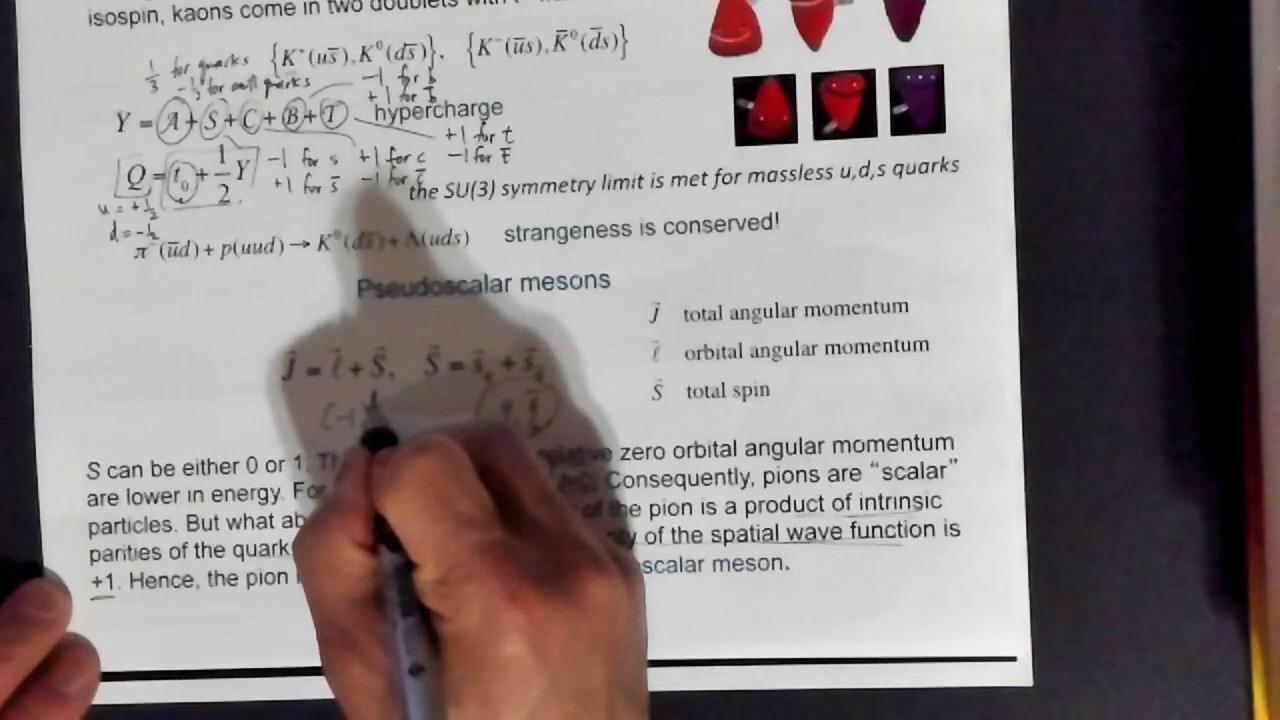 isospin, kaons come in two doublets with
1/3 for quarks {K⁺(us̅), K⁰(ds̅)}, {K⁻(u̅s), K̅⁰(d̅s)}
-1/3 for anti quarks -1 for b
+1 for b̅
Y = A + S + C + B + T hypercharge
+1 for t
-1 for t̅
Q = t₀ + 1/2 Y -1 for s +1 for c
+1 for s̅ -1 for c̅
the SU(3) symmetry limit is met for massless u,d,s quarks
u = +1/2
d = -1/2
π⁻(u̅d) + p(uud) → K⁰(ds̅) + Λ(uds) strangeness is conserved!
Pseudoscalar mesons
j⃗ total angular momentum
ℓ⃗ orbital angular momentum
S⃗ total spin
J⃗ = ℓ⃗ + S⃗, S⃗ = s⃗q + s⃗q̅
(-1) q q̅
S can be either 0 or 1. zero orbital angular momentum
are lower in energy. Consequently, pions are "scalar"
particles. But what of the pion is a product of intrinsic
parities of the quark of the spatial wave function is
+1. Hence, the pion scalar meson.